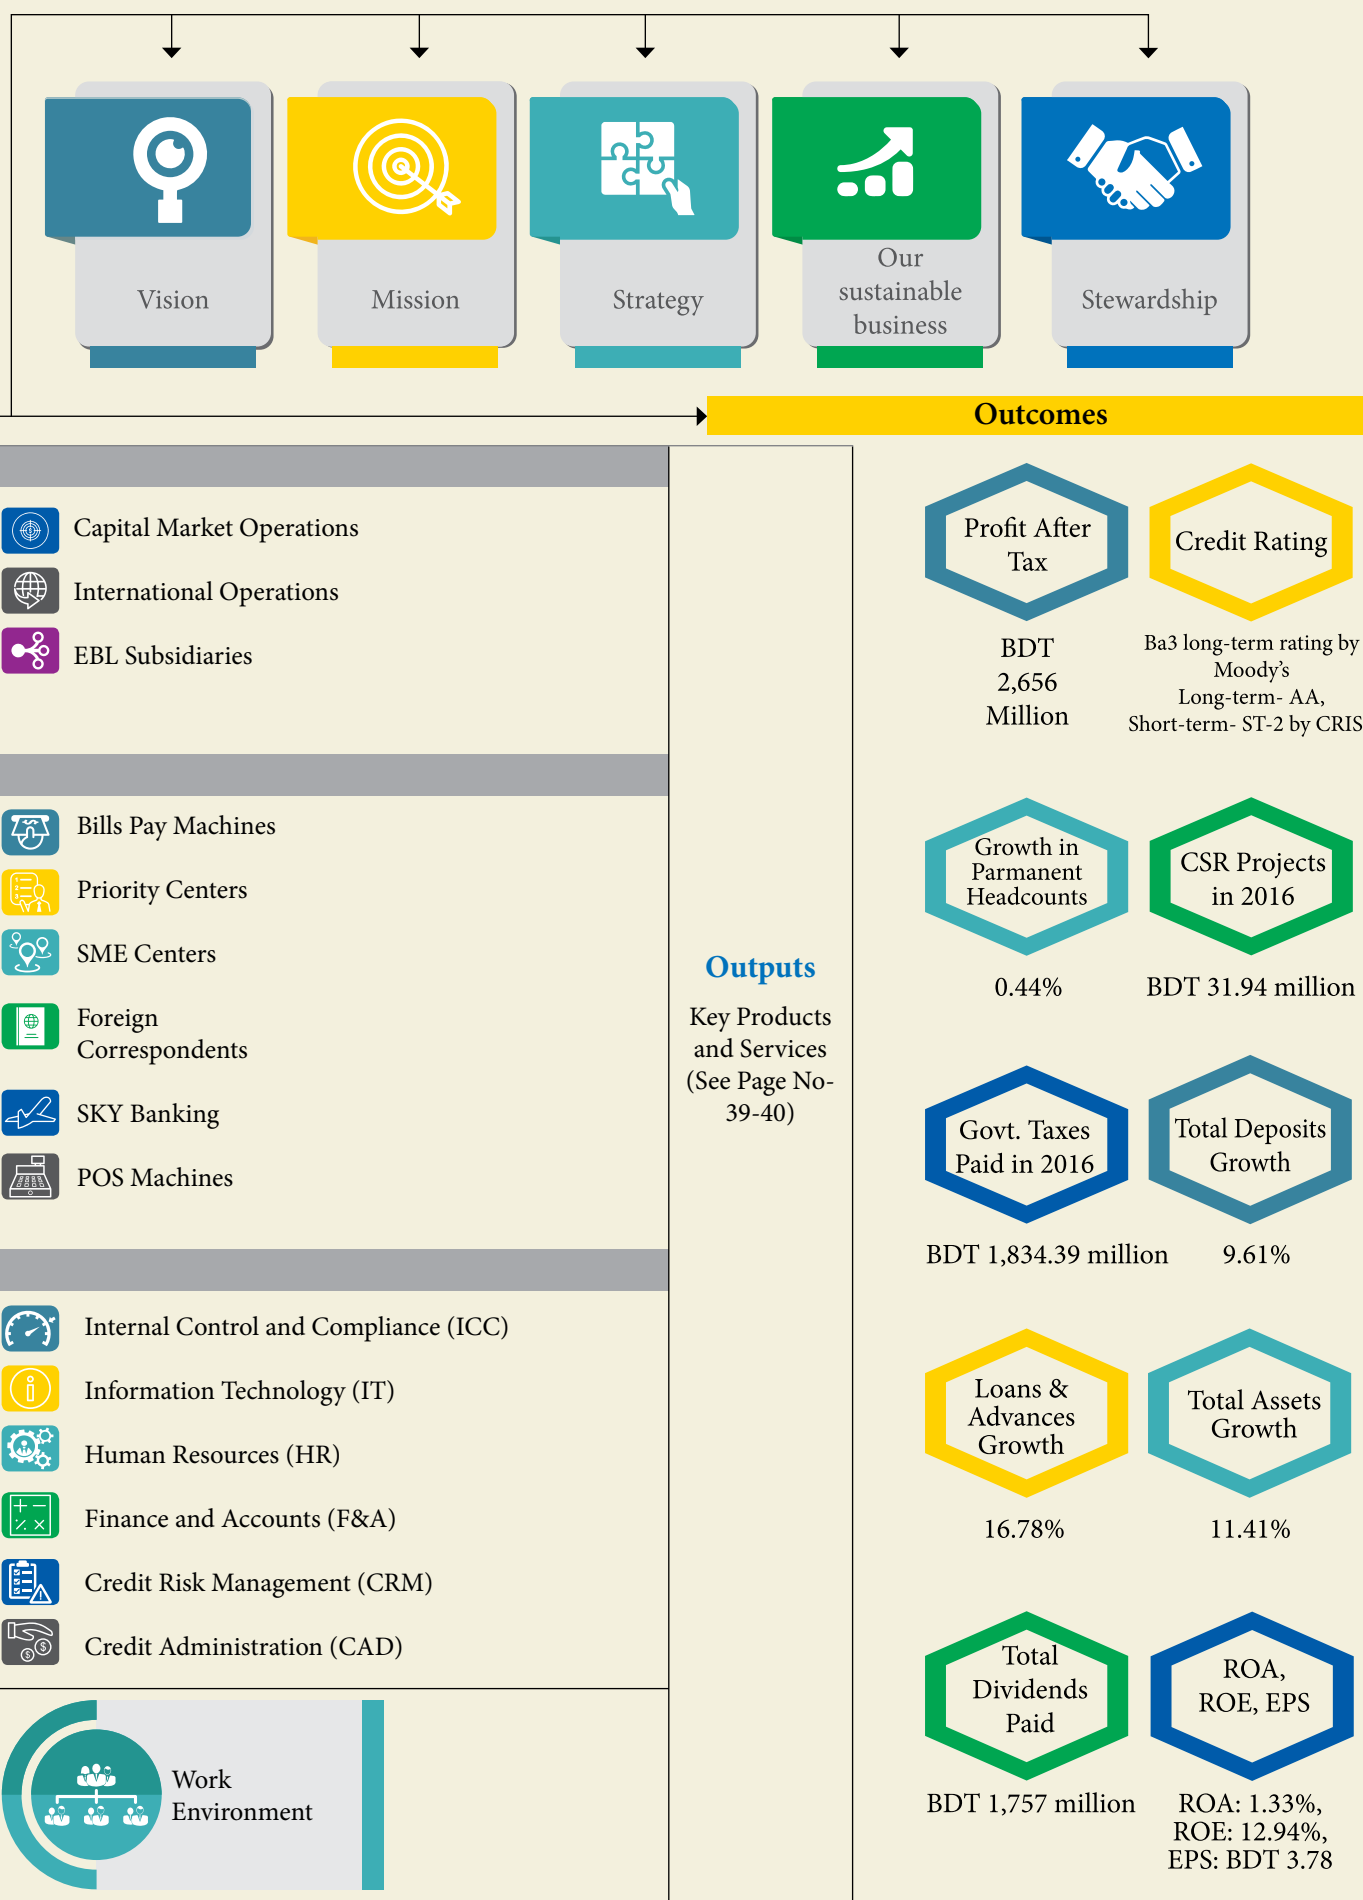 Vision
Mission
Strategy
Our
sustainable
business
Stewardship
Outcomes
Capital Market Operations
International Operations
EBL Subsidiaries
Bills Pay Machines
Priority Centers
SME Centers
Foreign
Correspondents
SKY Banking
POS Machines
Internal Control and Compliance (ICC)
Information Technology (IT)
Human Resources (HR)
Finance and Accounts (F&A)
Credit Risk Management (CRM)
Credit Administration (CAD)
Work
Environment
Outputs
Key Products
and Services
(See Page No-
39-40)
Profit After
Tax
BDT
2,656
Million
Credit Rating
Ba3 long-term rating by
Moody's
Long-term- AA,
Short-term- ST-2 by CRIS
Growth in
Parmanent
Headcounts
0.44%
CSR Projects
in 2016
BDT 31.94 million
Govt. Taxes
Paid in 2016
BDT 1,834.39 million
Total Deposits
Growth
9.61%
Loans &
Advances
Growth
16.78%
Total Assets
Growth
11.41%
Total
Dividends
Paid
BDT 1,757 million
ROA,
ROE, EPS
ROA: 1.33%,
ROE: 12.94%,
EPS: BDT 3.78